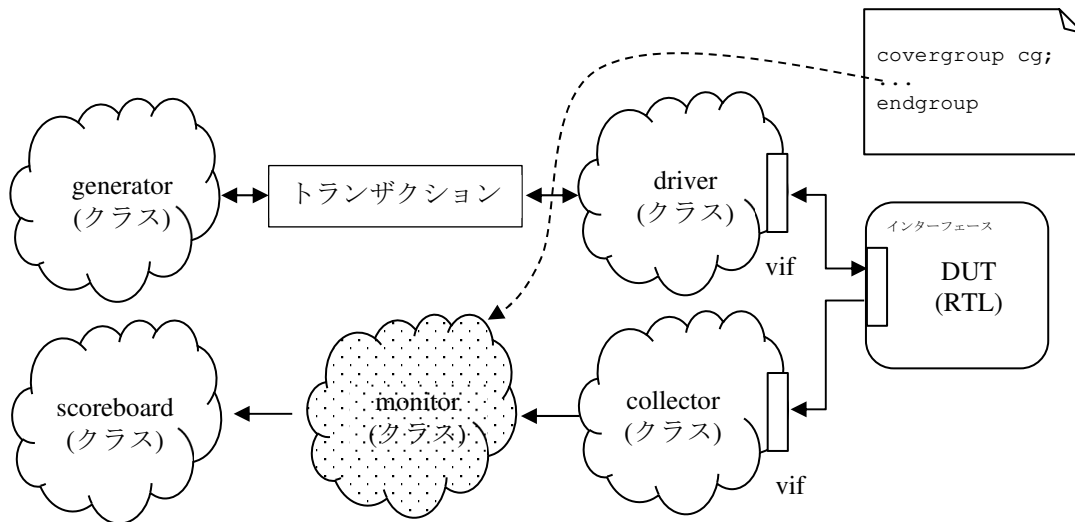 covergroup cg;
...
endgroup
generator
(クラス)
トランザクション
driver
(クラス)
vif
インターフェース
DUT
(RTL)
scoreboard
(クラス)
monitor
(クラス)
collector
(クラス)
vif